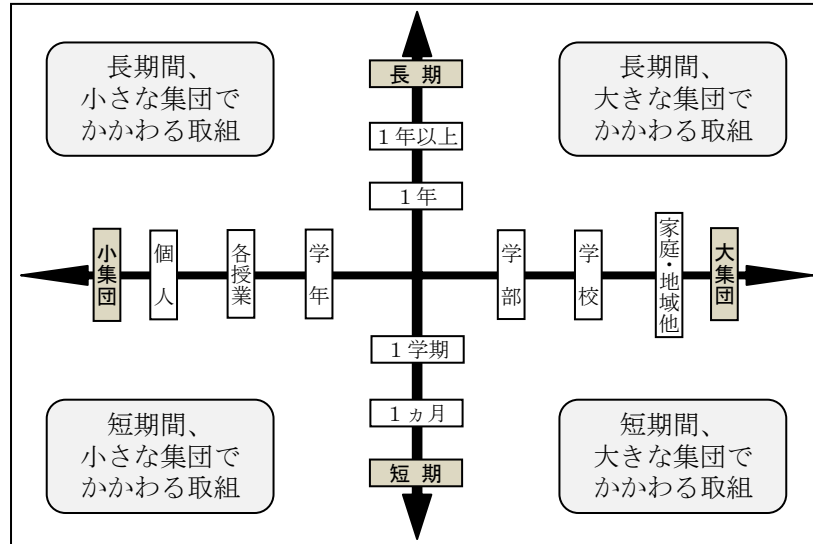 長期間、
小さな集団で
かかわる取組
長期
長期間、
大きな集団で
かかわる取組
１年以上
１年
小集団
個人
各授業
学年
学部
学校
家庭・地域他
大集団
１学期
１ヵ月
短期間、
小さな集団で
かかわる取組
短期
短期間、
大きな集団で
かかわる取組